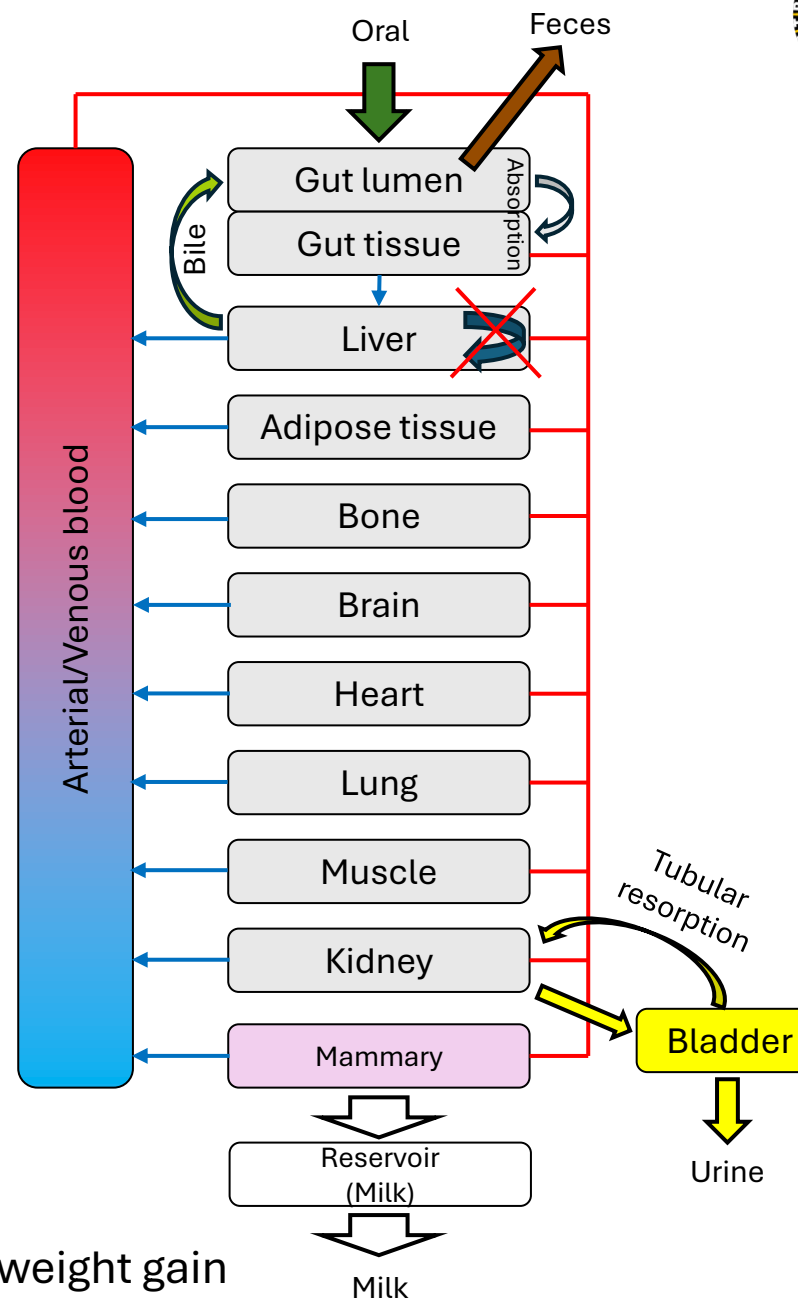 Oral
Feces
Gut lumen
Absorption
Gut tissue
Bile
Liver
Adipose tissue
Bone
Brain
Heart
Lung
Muscle
Kidney
Mammary
Arterial/Venous blood
Tubular
resorption
Bladder
Urine
Reservoir
(Milk)
Milk
weight gain